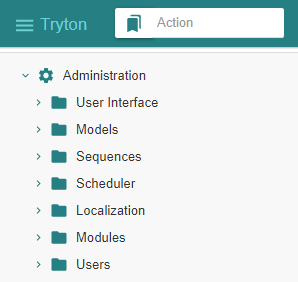 Tryton
Action
Administration
User Interface
Models
Sequences
Scheduler
Localization
Modules
Users